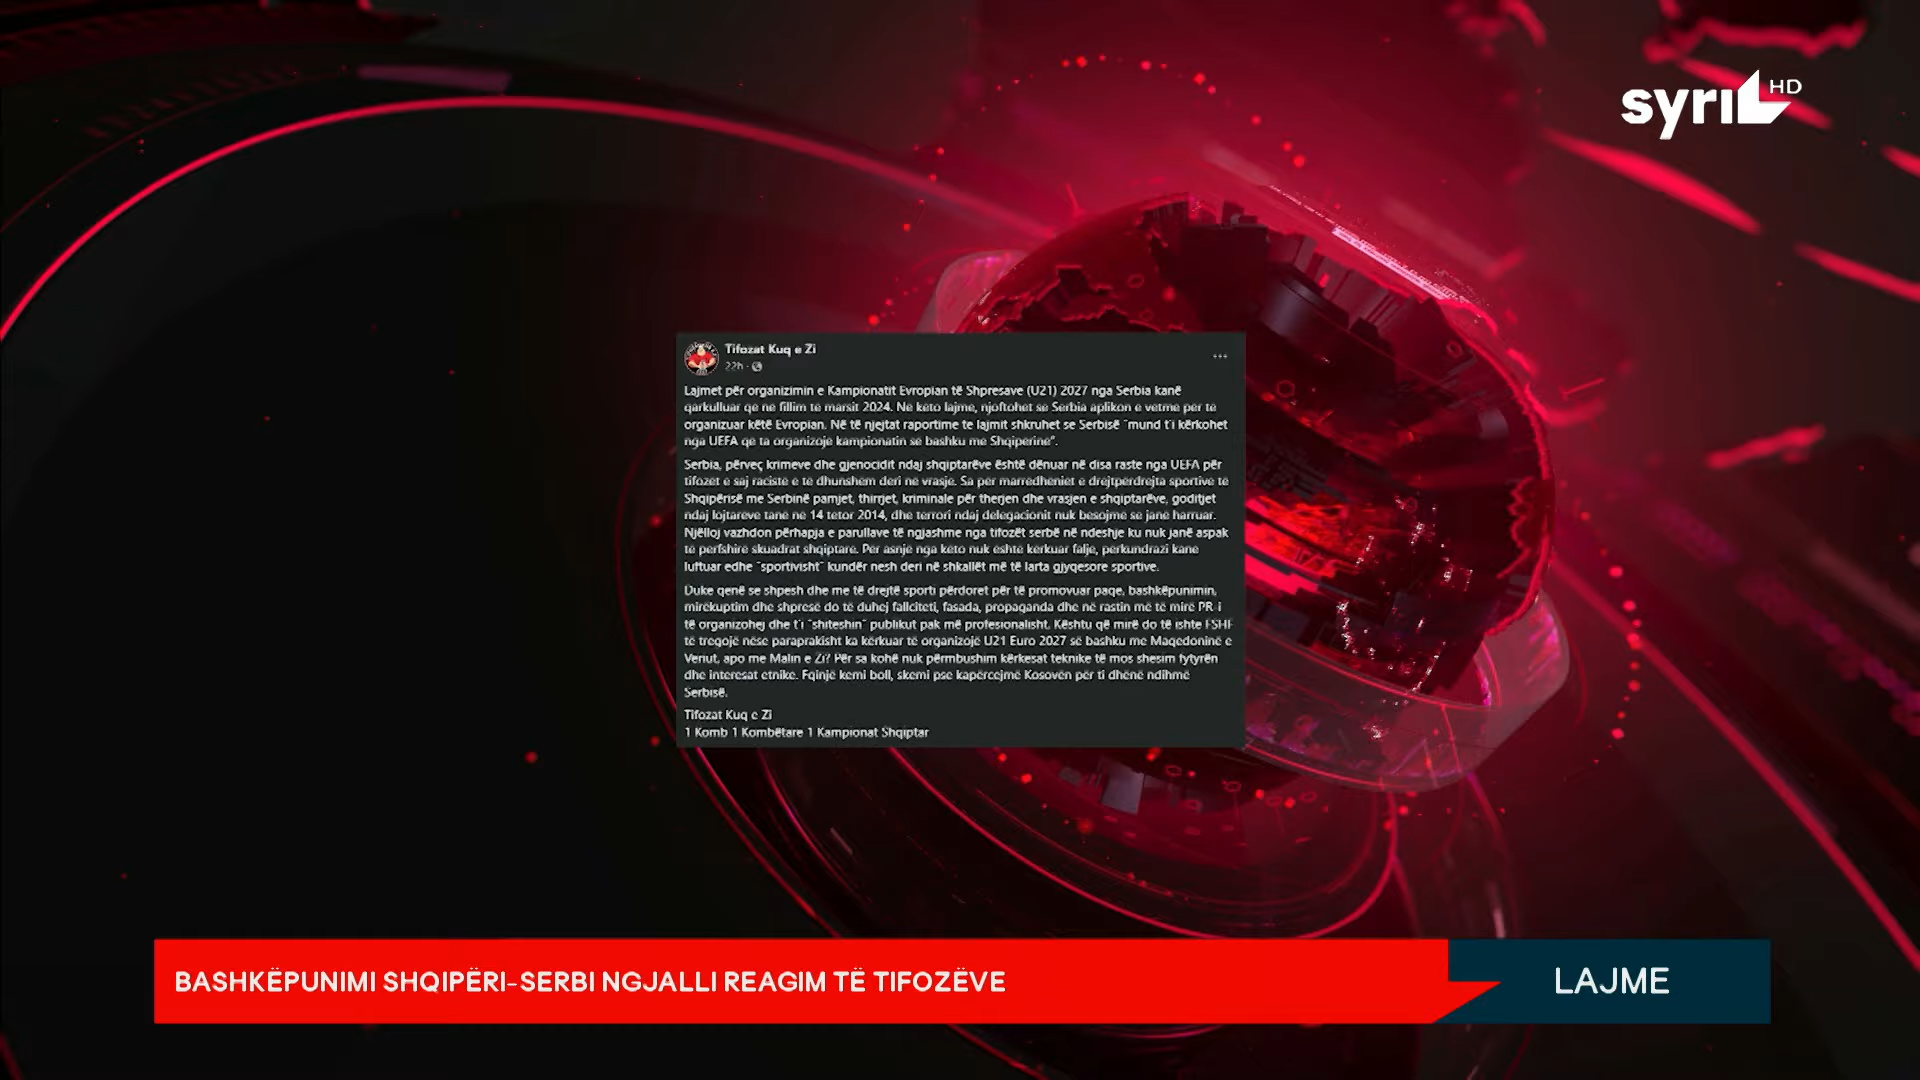 syri HD
Tifozat Kuq e Zi
22h
Lajmet për organizimin e Kampionatit Evropian të Shpresave (U21) 2027 nga Serbia kanë
qarkulluar qe ne fillim te marsit 2024. Ne keto lajme, njoftohet se Serbia aplikon e vetme per te
organizuar këtë Evropian. Në të njejtat raportime te lajmit shkruhet se Serbisë "mund t'i kërkohet
nga UEFA qe ta organizoje kampionatin se bashku me Shqiperine".
Serbia, përveç krimeve dhe gjenocidit ndaj shqiptarëve është dënuar në disa raste nga UEFA për
tifozet e saj raciste e te dhunshem deri ne vrasje. Sa per marredheniet e drejtperdrejta sportive te
Shqipërisë me Serbinë pamjet, thirrjet, kriminale për therjen dhe vrasjen e shqiptarëve, goditjet
ndaj lojtareve tane ne 14 tetor 2014, dhe terrori ndaj delegacionit nuk besojme se jane harruar.
Njëlloj vazhdon përhapja e parullave të ngjashme nga tifozët serbë në ndeshje ku nuk janë aspak
te perfshire skuadrat shqiptare. Per asnje nga keto nuk eshte kerkuar falje, perkundrazi kane
luftuar edhe "sportivisht" kundër nesh deri në shkallët më të larta gjyqesore sportive.
Duke qenë se shpesh dhe me të drejtë sporti përdoret për të promovuar paqe, bashkëpunimin,
mirëkuptim dhe shpresë do të duhej fallciteti, fasada, propaganda dhe në rastin më të mirë PR-i
të organizohej dhe t'i "shiteshin" publikut pak më profesionalisht. Kështu që mirë do të ishte FSHF
të tregojë nëse paraprakisht ka kërkuar të organizojë U21 Euro 2027 së bashku me Maqedoninë e
Veriut, apo me Malin e Zi? Për sa kohë nuk përmbushim kërkesat teknike të mos shesim fytyrën
dhe interesat etnike. Fqinjë kemi boll, skemi pse kapërcejmë Kosovën për ti dhënë ndihmë
Serbisë.
Tifozat Kuq e Zi
1 Komb 1 Kombëtare 1 Kampionat Shqiptar
BASHKËPUNIMI SHQIPËRI-SERBI NGJALLI REAGIM TË TIFOZËVE
LAJME